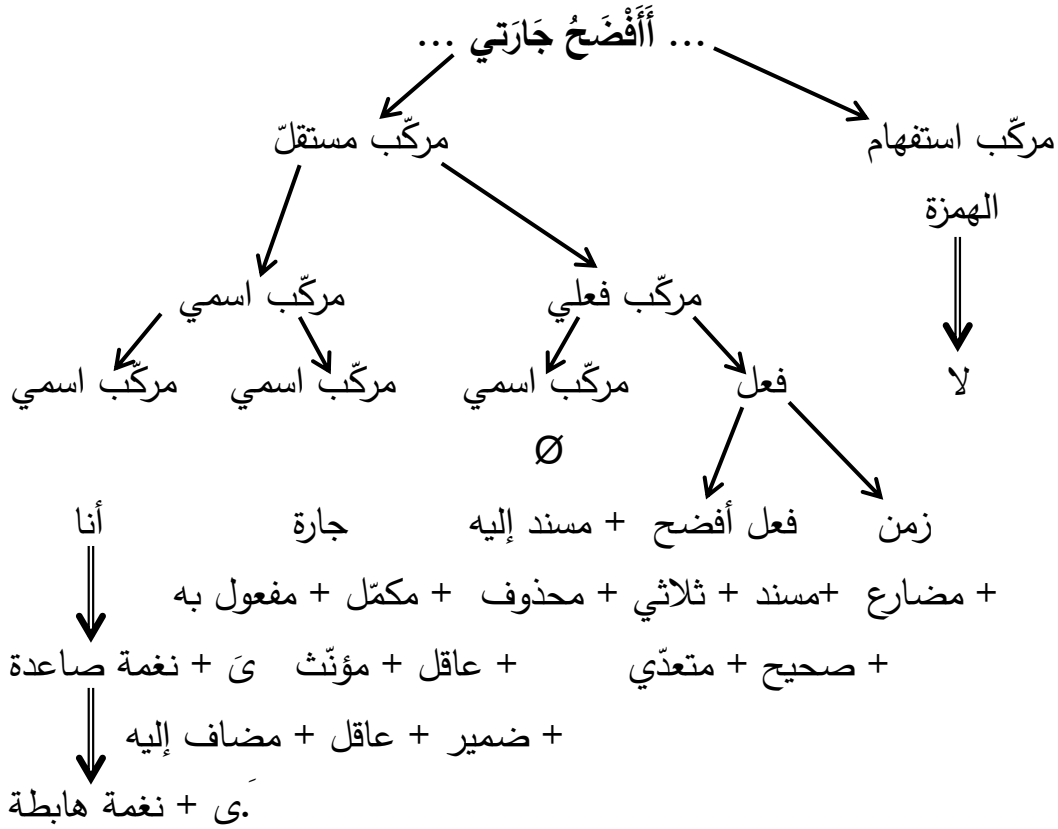 ... أَأَفْضَحُ جَارَتي ...
مركّب استفهام مركّب مستقلّ
الهمزة
مركّب فعلي مركّب اسمي
لا فعل مركّب اسمي مركّب اسمي مركّب اسمي
Ø
زمن فعل أفضح + مسند إليه جارة أنا
+ مضارع +مسند + ثلاثي + محذوف + مكمّل + مفعول به
+ صحيح + متعدّي + عاقل + مؤنّث ىَ + نغمة صاعدة
+ ضمير + عاقل + مضاف إليه
.ىَ + نغمة هابطة